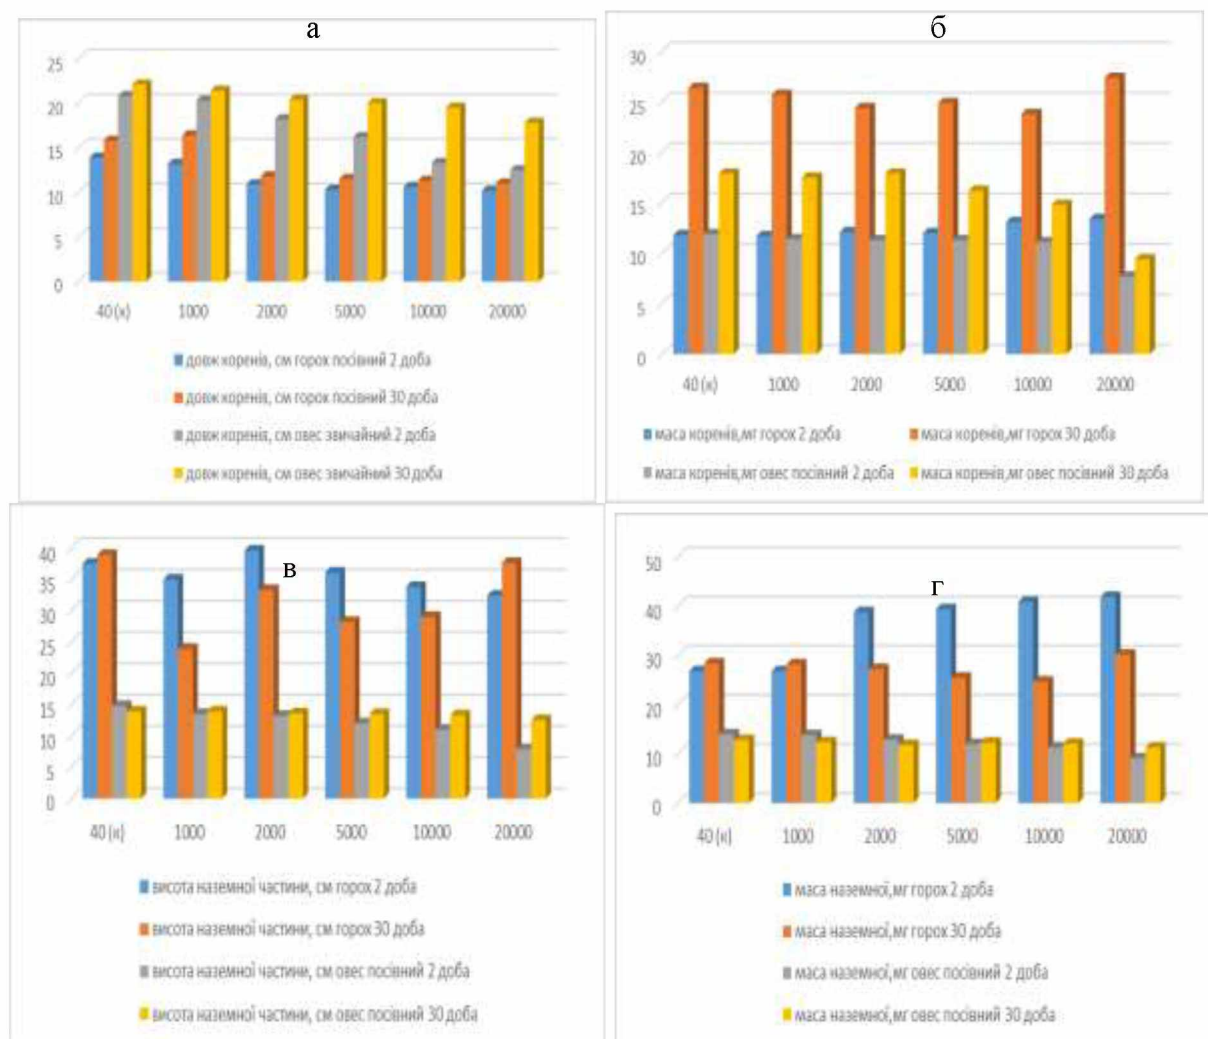 а
25
20
15
10
5
0
40 (к) 1000 2000 5000 10000 20000
довж коренів, см горох посівний 2 доба
довж коренів, см горох посівний 30 доба
довж коренів, см овес звичайний 2 доба
довж коренів, см овес звичайний 30 доба
б
30
25
20
15
10
5
0
40 (к) 1000 2000 5000 10000 20000
маса коренів,мг горох 2 доба маса коренів,мг горох 30 доба
маса коренів,мг овес посівний 2 доба маса коренів,мг овес посівний 30 доба
в
40
35
30
25
20
15
10
5
0
40 (к) 1000 2000 5000 10000 20000
висота наземної частини, см горох 2 доба
висота наземної частини, см горох 30 доба
висота наземної частини, см овес посівний 2 доба
висота наземної частини, см овес посівний 30 доба
г
50
40
30
20
10
0
40 (к) 1000 2000 5000 10000 20000
маса наземної,мг горох 2 доба
маса наземної,мг горох 30 доба
маса наземної,мг овес посівний 2 доба
маса наземної,мг овес посівний 30 доба